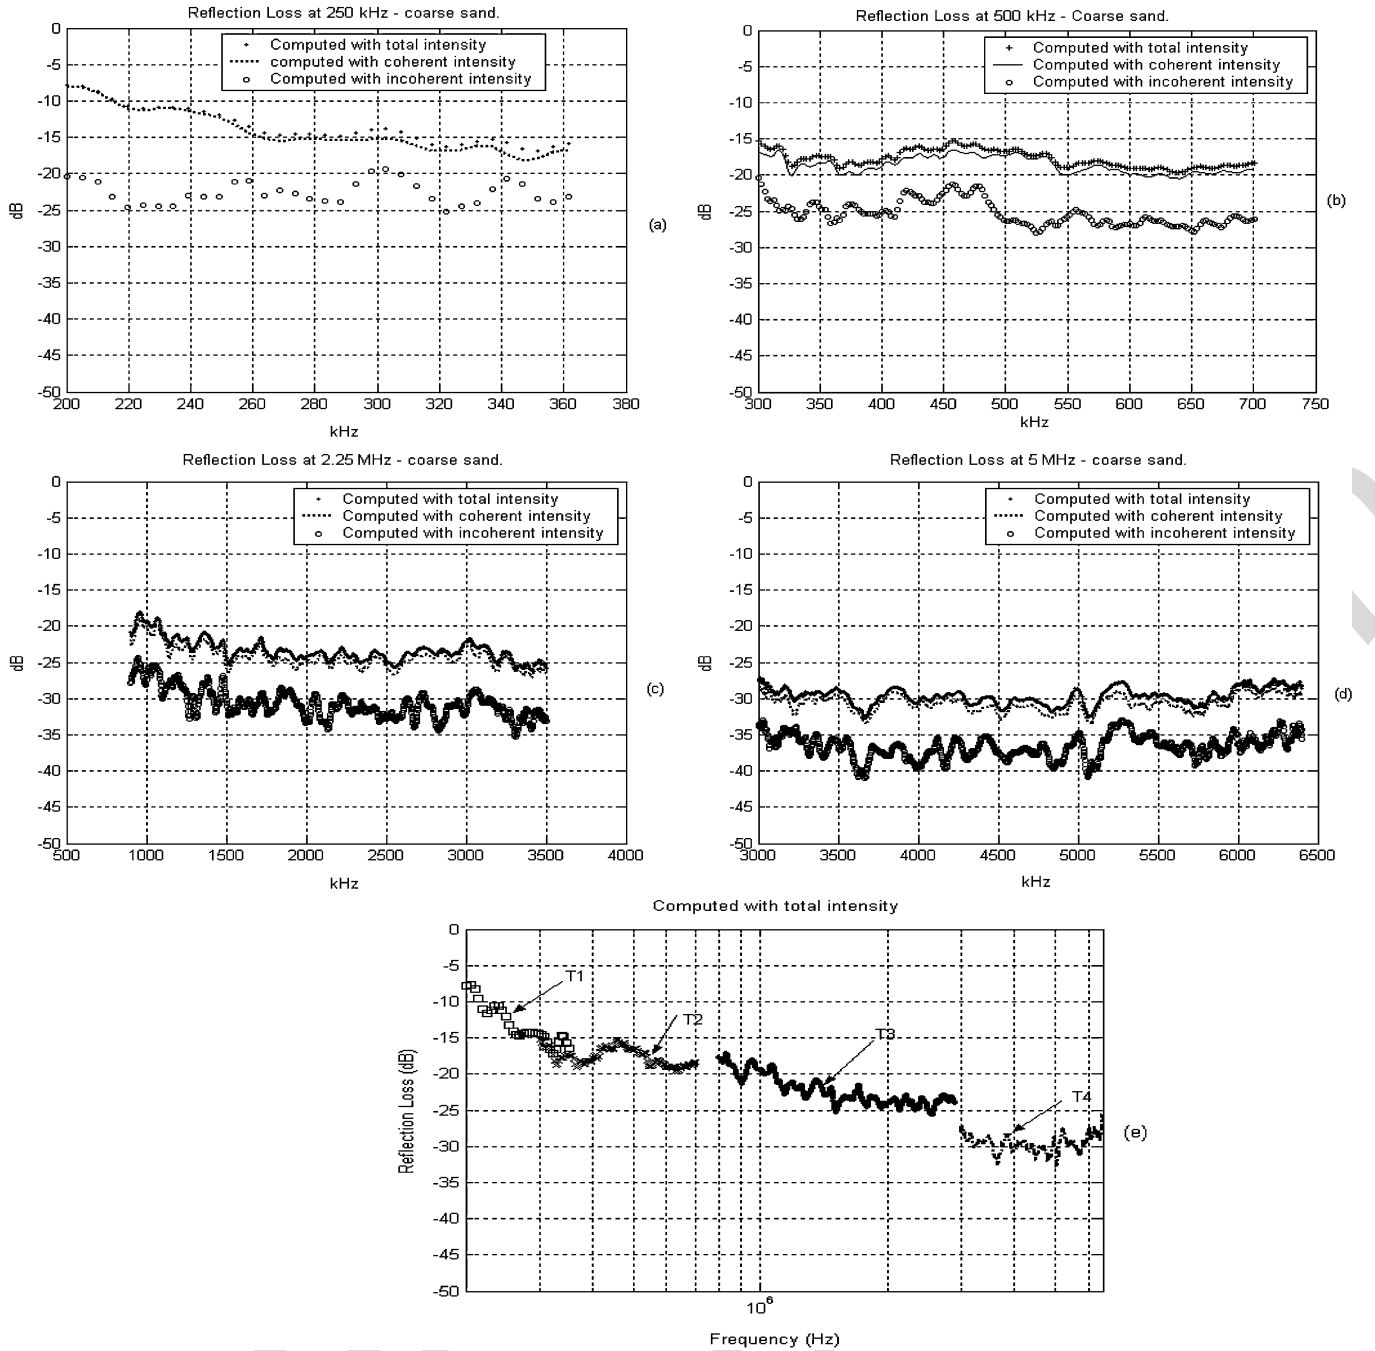 Reflection Loss at 250 kHz - coarse sand.
0
-5
-10
-15
-20
-25
-30
-35
-40
-45
-50
dB
Computed with total intensity
computed with coherent intensity
Computed with incoherent intensity
200 220 240 260 280 300 320 340 360 380
kHz
(a)
Reflection Loss at 500 kHz - Coarse sand.
0
-5
-10
-15
-20
-25
-30
-35
-40
-45
-50
dB
Computed with total intensity
Computed with coherent intensity
Computed with incoherent intensity
300 350 400 450 500 550 600 650 700 750
kHz
(b)
Reflection Loss at 2.25 MHz - coarse sand.
0
-5
-10
-15
-20
-25
-30
-35
-40
-45
-50
dB
Computed with total intensity
Computed with coherent intensity
Computed with incoherent intensity
500 1000 1500 2000 2500 3000 3500 4000
kHz
(c)
Reflection Loss at 5 MHz - coarse sand.
0
-5
-10
-15
-20
-25
-30
-35
-40
-45
-50
dB
Computed with total intensity
Computed with coherent intensity
Computed with incoherent intensity
3000 3500 4000 4500 5000 5500 6000 6500
kHz
(d)
Computed with total intensity
0
-5
-10
-15
-20
-25
-30
-35
-40
-45
-50
Reflection Loss (dB)
T1
T2
T3
T4
10⁶
Frequency (Hz)
(e)